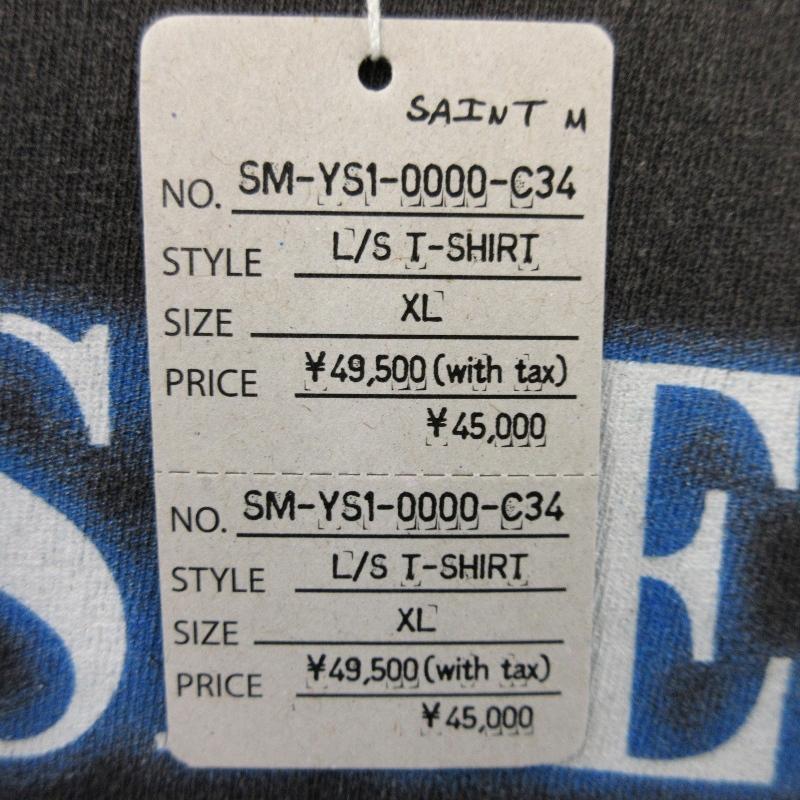 SAINT M
NO. SM-YS1-0000-C34
STYLE L/S T-SHIRT
SIZE XL
PRICE ¥49,500(with tax)
¥45,000
NO. SM-YS1-0000-C34
STYLE L/S T-SHIRT
SIZE XL
PRICE ¥49,500(with tax)
¥45,000
S E